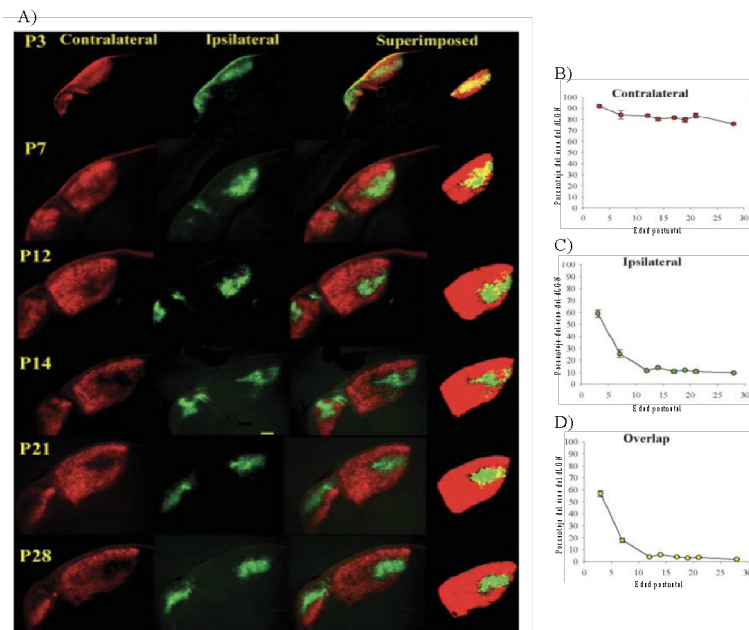 A)
P3 Contralateral Ipsilateral Superimposed
P7
P12
P14
P21
P28
B)
Contralateral
100
90
80
70
60
50
40
30
20
10
0
0 5 10 15 20 25 30
Edad postnatal
C)
Ipsilateral
100
90
80
70
60
50
40
30
20
10
0
0 5 10 15 20 25 30
Edad postnatal
D)
Overlap
100
90
80
70
60
50
40
30
20
10
0
0 5 10 15 20 25 30
Edad postnatal